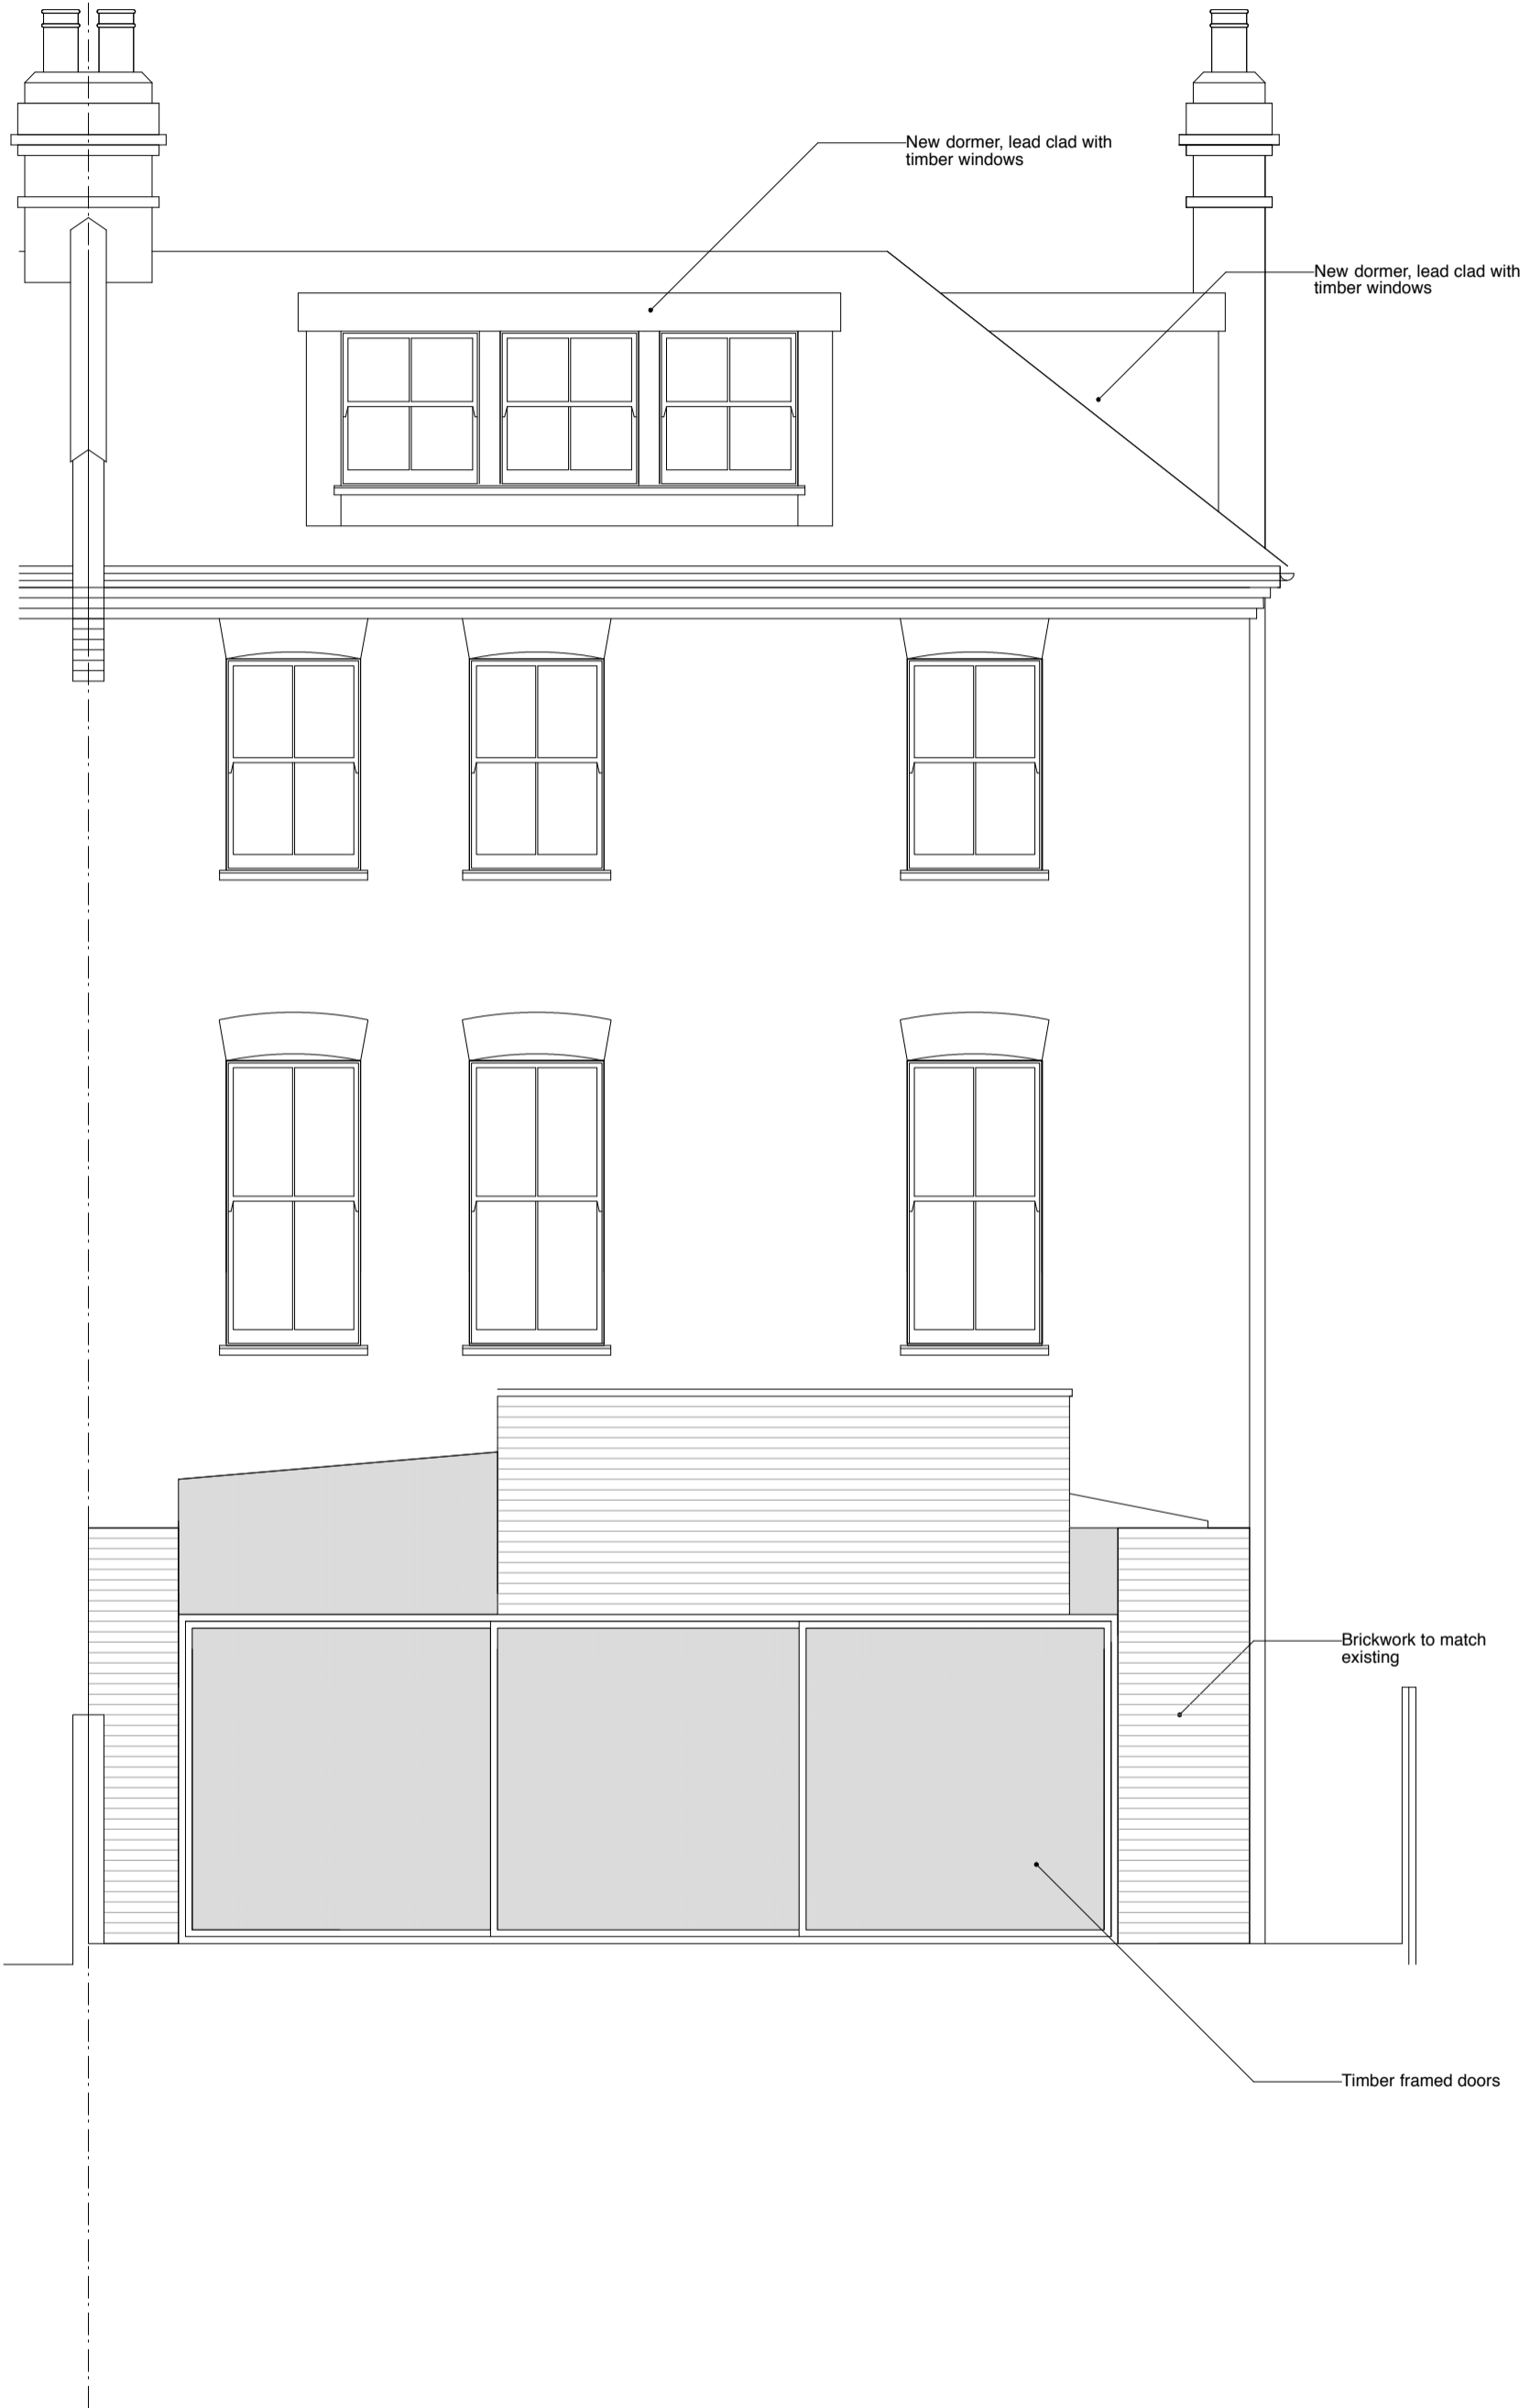 New dormer, lead clad with
timber windows
New dormer, lead clad with
timber windows
Brickwork to match
existing
Timber framed doors